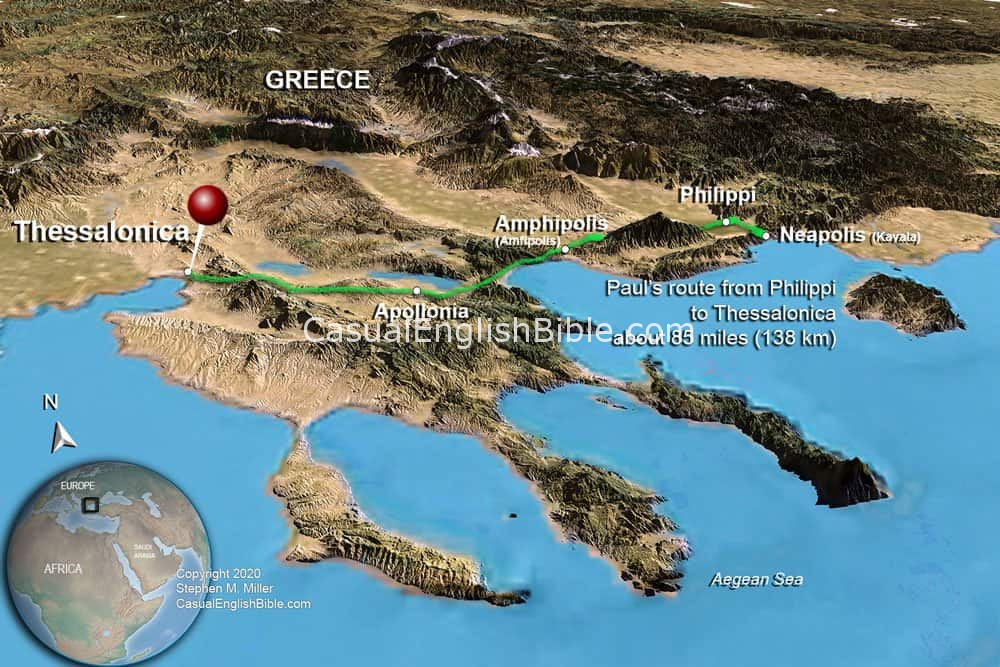 GREECE
Philippi
Thessalonica
Amphipolis
(Amfipolis)
Neapolis (Kavala)
Paul's route from Philippi
to Thessalonica
about 85 miles (138 km)
Apollonia
CasualEnglishBible.com
N
EUROPE
SAUDI
ARABIA
AFRICA
Copyright 2020
Stephen M. Miller
CasualEnglishBible.com
Aegean Sea